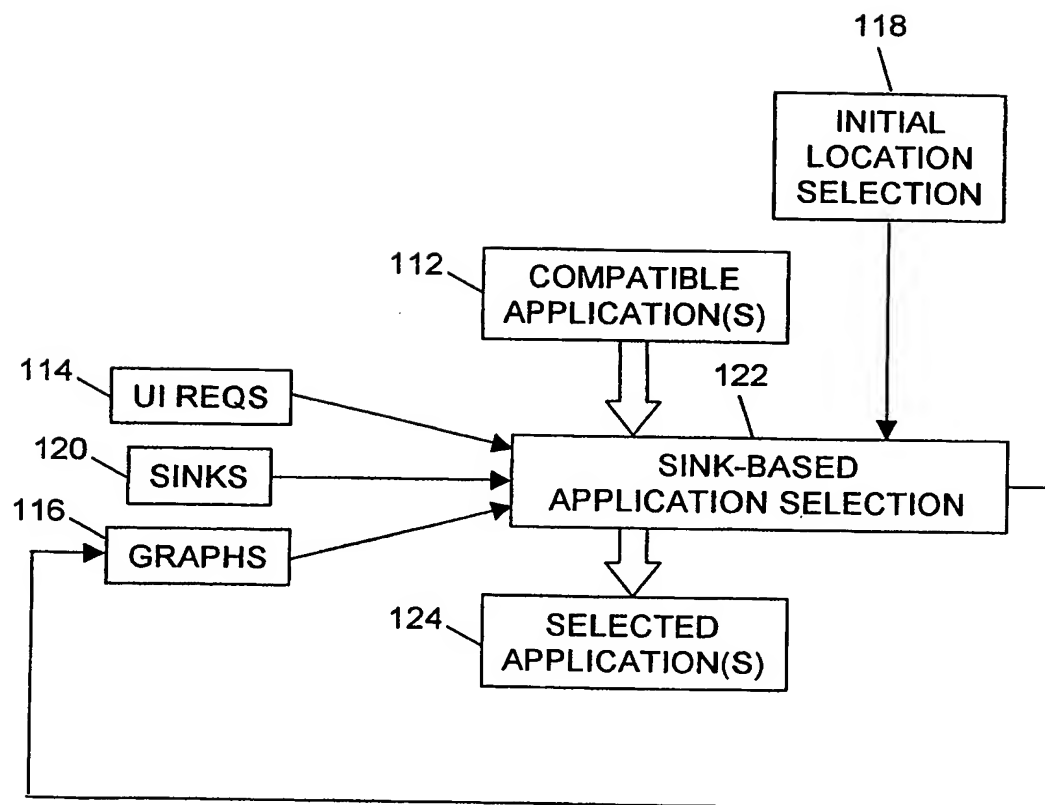 118
INITIAL
LOCATION
SELECTION
112
COMPATIBLE
APPLICATION(S)
114
UI REQS
122
120
SINKS
SINK-BASED
APPLICATION SELECTION
116
GRAPHS
124
SELECTED
APPLICATION(S)